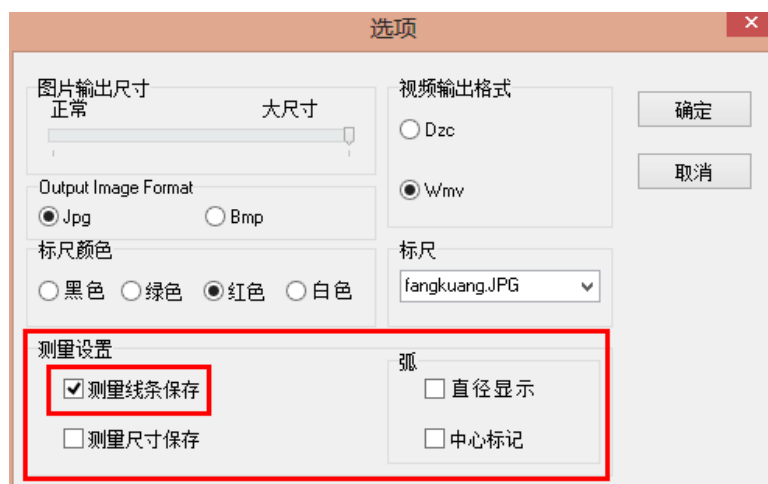 选项
图片输出尺寸
正常 大尺寸
视频输出格式
Dzc
Wmv
确定
取消
Output Image Format
Jpg Bmp
标尺颜色
黑色 绿色 红色 白色
标尺
fangkuang.JPG
测量设置
测量线条保存
测量尺寸保存
弧
直径显示
中心标记